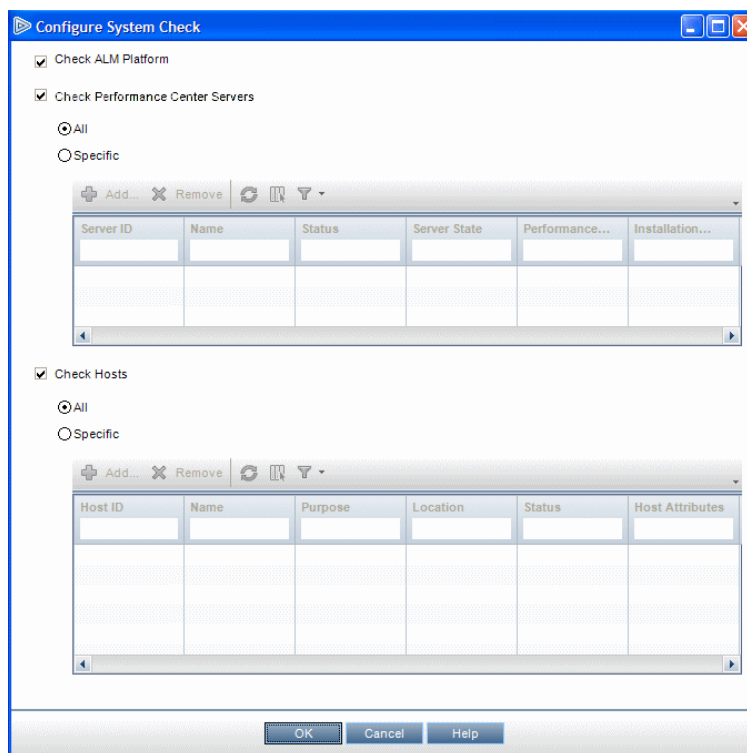 Configure System Check
Check ALM Platform
Check Performance Center Servers
All
Specific
Add... Remove
Server ID Name Status Server State Performance... Installation...
Check Hosts
All
Specific
Add... Remove
Host ID Name Purpose Location Status Host Attributes
OK Cancel Help